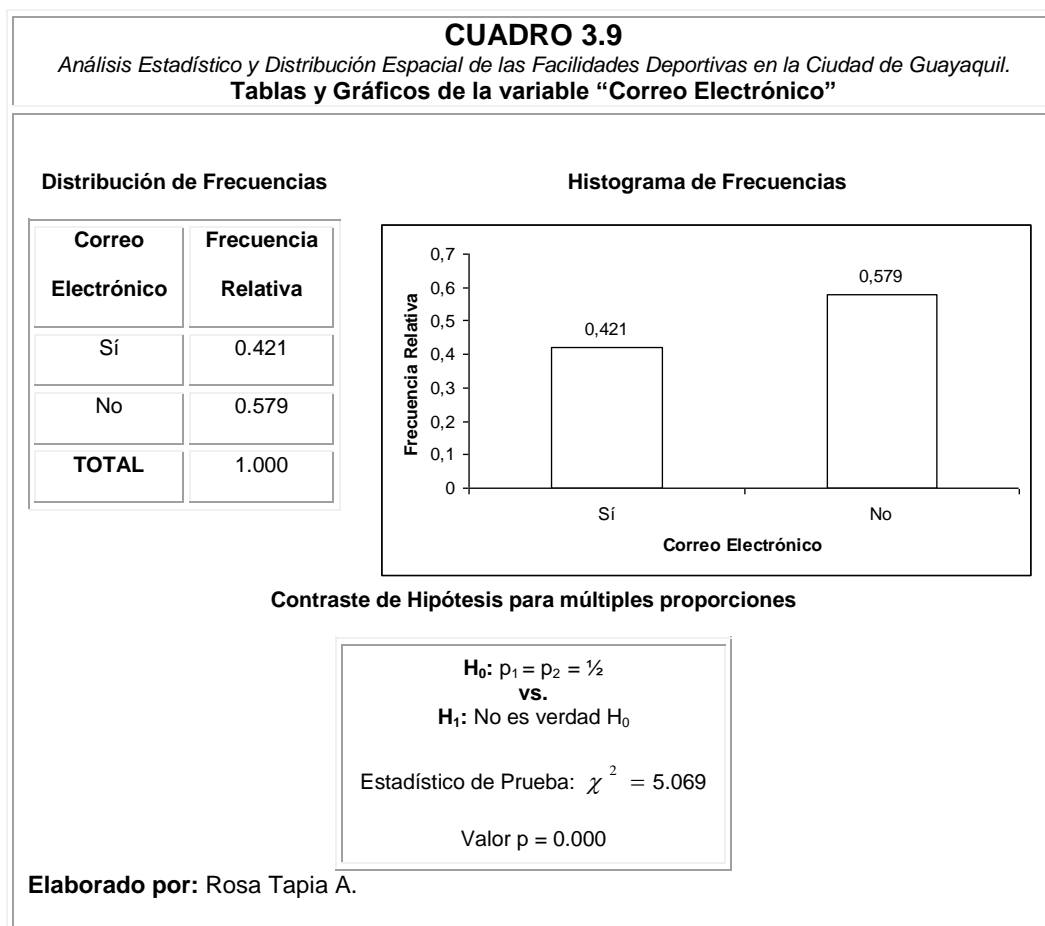 CUADRO 3.9
Análisis Estadístico y Distribución Espacial de las Facilidades Deportivas en la Ciudad de Guayaquil.
Tablas y Gráficos de la variable “Correo Electrónico”
Distribución de Frecuencias
Correo Electrónico
Frecuencia Relativa
Sí 0.421
No 0.579
TOTAL 1.000
Histograma de Frecuencias
Frecuencia Relativa
0,7
0,6
0,5
0,4
0,3
0,2
0,1
0
0,421
0,579
Sí No
Correo Electrónico
Contraste de Hipótesis para múltiples proporciones
H₀: p₁ = p₂ = ½
vs.
H₁: No es verdad H₀
Estadístico de Prueba: χ² = 5.069
Valor p = 0.000
Elaborado por: Rosa Tapia A.